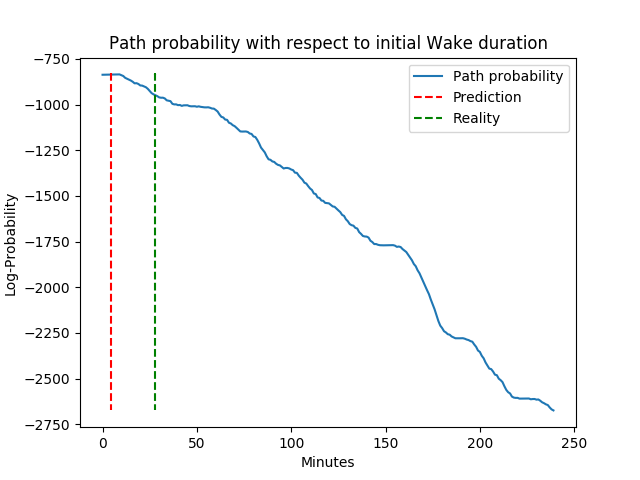 Path probability with respect to initial Wake duration
−750
−1000
−1250
−1500
−1750
−2000
−2250
−2500
−2750
Log-Probability
Path probability
Prediction
Reality
0
50
100
150
200
250
Minutes